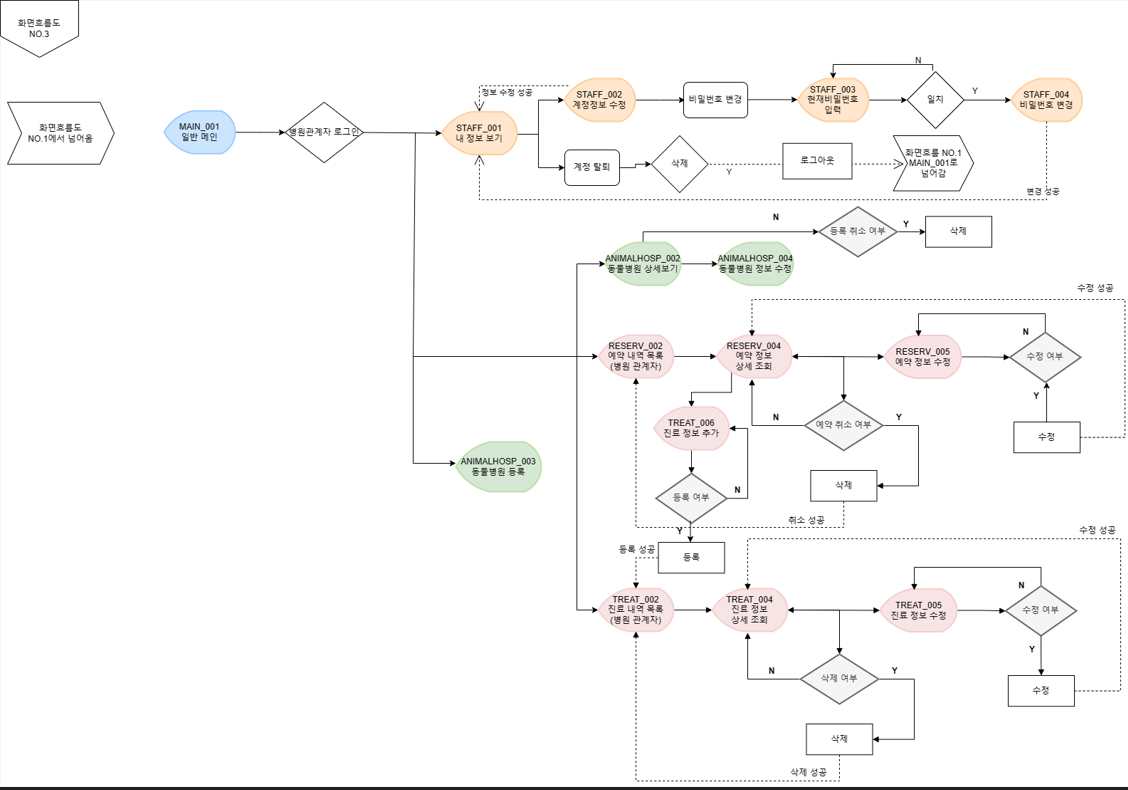 화면흐름도
NO.3
화면흐름도
NO.1에서 넘어옴
MAIN_001
일반 메인
병원관계자 로그인
STAFF_001
내 정보 보기
정보 수정 성공
STAFF_002
계정정보 수정
비밀번호 변경
STAFF_003
현재비밀번호
입력
N
일치
Y
STAFF_004
비밀번호 변경
계정 탈퇴
삭제
Y
로그아웃
화면흐름 NO.1
MAIN_001로
넘어감
변경 성공
N
등록 취소 여부
Y
삭제
ANIMALHOSP_002
동물병원 상세보기
ANIMALHOSP_004
동물병원 정보 수정
수정 성공
RESERV_002
예약 내역 목록
(병원 관계자)
RESERV_004
예약 정보
상세 조회
RESERV_005
예약 정보 수정
N
수정 여부
Y
수정
TREAT_006
진료 정보 추가
N
예약 취소 여부
Y
삭제
취소 성공
ANIMALHOSP_003
동물병원 등록
등록 여부
N
Y
등록
등록 성공
수정 성공
TREAT_002
진료 내역 목록
(병원 관계자)
TREAT_004
진료 정보
상세 조회
TREAT_005
진료 정보 수정
N
수정 여부
Y
수정
N
삭제 여부
Y
삭제
삭제 성공